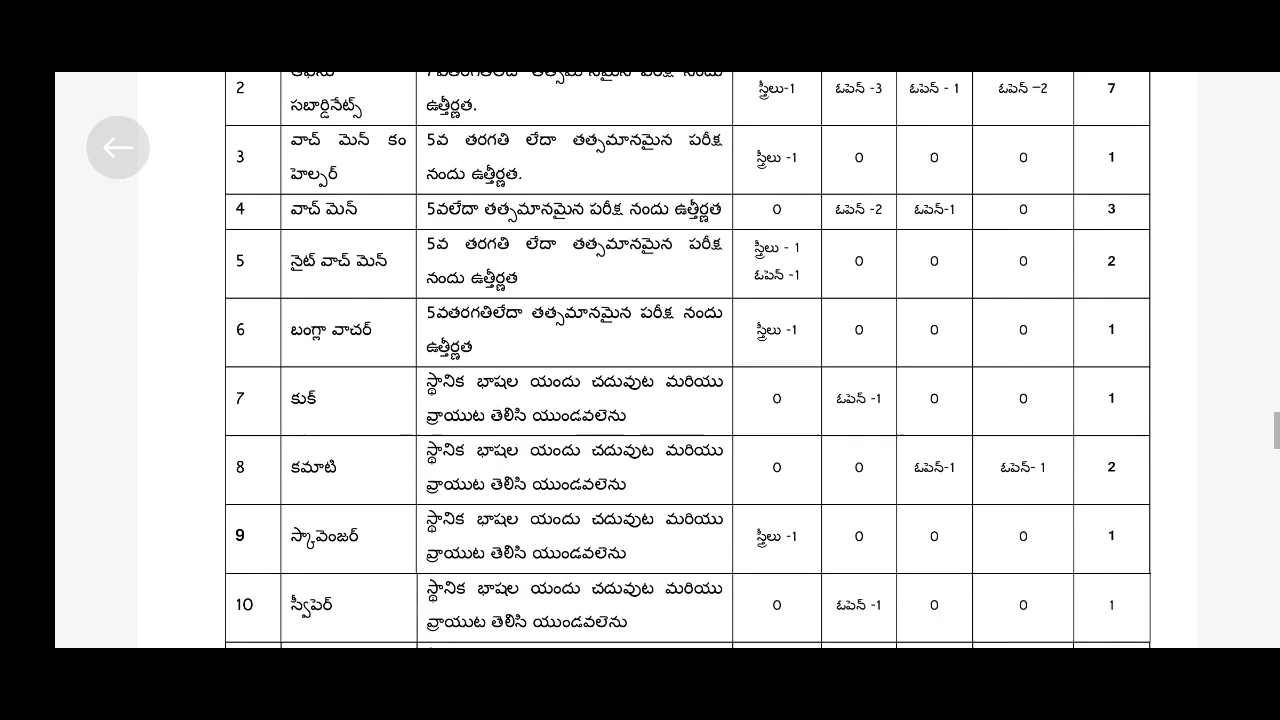 2 సబార్డినేట్స్ ఉత్తీర్ణత. స్త్రీలు-1 ఓపెన్ -3 ఓపెన్ - 1 ఓపెన్ –2 7
3 వాచ్ మెన్ కం 5వ తరగతి లేదా తత్సమానమైన పరీక్ష స్త్రీలు -1 0 0 0 1
హెల్పర్ నందు ఉత్తీర్ణత.
4 వాచ్ మెన్ 5వలేదా తత్సమానమైన పరీక్ష నందు ఉత్తీర్ణత 0 ఓపెన్ -2 ఓపెన్-1 0 3
5 నైట్ వాచ్ మెన్ 5వ తరగతి లేదా తత్సమానమైన పరీక్ష స్త్రీలు - 1 0 0 0 2
నందు ఉత్తీర్ణత ఓపెన్ -1
6 బంగ్లా వాచర్ 5వతరగతిలేదా తత్సమానమైన పరీక్ష నందు స్త్రీలు -1 0 0 0 1
ఉత్తీర్ణత
7 కుక్ స్థానిక భాషల యందు చదువుట మరియు 0 ఓపెన్ -1 0 0 1
వ్రాయుట తెలిసి యుండవలెను
8 కమాటి స్థానిక భాషల యందు చదువుట మరియు 0 0 ఓపెన్-1 ఓపెన్- 1 2
వ్రాయుట తెలిసి యుండవలెను
9 స్కావెంజర్ స్థానిక భాషల యందు చదువుట మరియు స్త్రీలు -1 0 0 0 1
వ్రాయుట తెలిసి యుండవలెను
10 స్వీపెర్ స్థానిక భాషల యందు చదువుట మరియు 0 ఓపెన్ -1 0 0 1
వ్రాయుట తెలిసి యుండవలెను